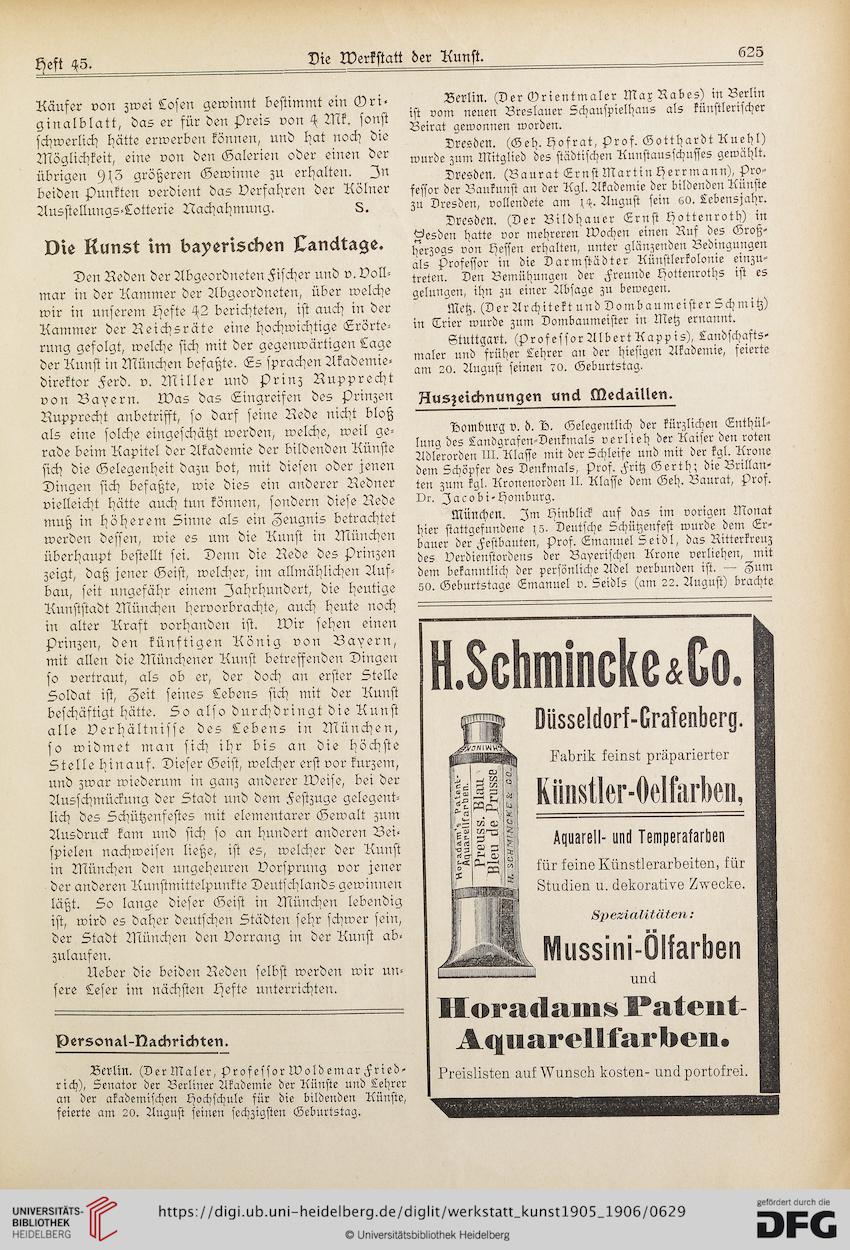 Heft 45.
Die Werkstatt der Kunst.
625
Käufer von zwei Losen gewinnt bestimmt ein Ori-
ginalblatt, das er für den Preis von 4 Mk. sonst
schwerlich hätte erwerben können, und hat noch die
Möglichkeit, eine von den Galerien oder einen der
übrigen 913 größeren Gewinne zu erhalten. In
beiden Punkten verdient das Verfahren der Kölner
Ausstellungs-Lotterie Nachahmung. S.
Die Kunst im bayerischen Landtage.
Den Reden der Abgeordneten Fischer und v. Voll-
mar in der Kammer der Abgeordneten, über welche
wir in unserem Hefte 42 berichteten, ist auch in der
Kammer der Reichsräte eine hochwichtige Erörte-
rung gefolgt, welche sich mit der gegenwärtigen Lage
der Kunst in München befaßte. Es sprachen Akademie-
direktor Ferd. v. Miller und Prinz Rupprecht
von Bayern. Was das Eingreifen des Prinzen
Rupprecht anbetrifft, so darf seine Rede nicht bloß
als eine solche eingeschätzt werden, welche, weil ge-
rade beim Kapitel der Akademie der bildenden Künste
sich die Gelegenheit dazu bot, mit diesen oder jenen
Dingen sich befaßte, wie dies ein anderer Redner
vielleicht hätte auch tun können, sondern diese Rede
muß in höherem Sinne als ein Zeugnis betrachtet
werden dessen, wie es um die Kunst in München
überhaupt bestellt sei. Denn die Rede des Prinzen
zeigt, daß jener Geist, welcher, im allmählichen Auf-
bau, seit ungefähr einem Jahrhundert, die heutige
Kunststadt München hervorbrachte, auch heute noch
in alter Kraft vorhanden ist. Wir sehen einen
Prinzen, den künftigen König von Bayern,
mit allen die Münchener Kunst betreffenden Dingen
so vertraut, als ob er, der doch an erster Stelle
Soldat ist, Zeit seines Lebens sich mit der Kunst
beschäftigt hätte. So also durchdringt die Kunst
alle Verhältnisse des Lebens in München,
so widmet man sich ihr bis an die höchste
Stelle hinauf. Dieser Geist, welcher erst vor kurzem,
und zwar wiederum in ganz anderer Weise, bei der
Ausschmückung der Stadt und dem Festzuge gelegent-
lich des Schützenfestes mit elementarer Gewalt zum
Ausdruck kam und sich so an hundert anderen Bei-
spielen nachweisen ließe, ist es, welcher der Kunst
in München den ungeheuren Vorsprung vor jener
der anderen Kunstmittelpunkte Deutschlands gewinnen
läßt. So lange dieser Geist in München lebendig
ist, wird es daher deutschen Städten sehr schwer sein,
der Stadt München den Vorrang in der Kunst ab-
zulaufen.
Ueber die beiden Reden selbst werden wir un-
sere Leser im nächsten Hefte unterrichten.
Personal-Nachrichten.
Berlin. (Der Maler, Professor Woldemar Fried-
rich), Senator der Berliner Akademie der Künste und Lehrer
an der akademischen Hochschule für die bildenden Künste,
feierte am 20. August seinen sechzigsten Geburtstag.
Berlin. (Der Orientmaler Max Rabes) in Berlin
ist vom neuen Breslauer Schauspielhaus als künstlerischer
Beirat gewonnen worden.
Dresden. (Geh. Hofrat, Prof. Gotthardt Kuehl)
wurde zum Mitglied des städtischen Kunstausschusses gewählt.
Dresden. (Baurat Ernst Martin Herrmann), Pro-
fessor der Baukunst an der Kgl. Akademie der bildenden Künste
zu Dresden, vollendete am 14. August sein 60. Lebensjahr.
Dresden. (Der Bildhauer Ernst Hottenroth) in
Dresden hatte vor mehreren Wochen einen Ruf des Groß-
herzogs von Hessen erhalten, unter glänzenden Bedingungen
als Professor in die Darmstädter Künstlerkolonie einzu-
treten. Den Bemühungen der Freunde Hottenroths ist es
gelungen, ihn zu einer Absage zu bewegen.
Metz. (Der Architekt und Dombaumeister Schmitz)
in Trier wurde zum Dombaumeister in Metz ernannt.
Stuttgart. (Professor Albert Kappis), Landschafts-
maler und früher Lehrer an der hiesigen Akademie, feierte
am 20. August seinen 70. Geburtstag.
Auszeichnungen und Medaillen.
Homburg v. d. H. Gelegentlich der kürzlichen Enthül-
lung des Landgrafen-Denkmals verlieh der Kaiser den roten
Adlerorden III. Klasse mit der Schleife und mit der kgl. Krone
dem Schöpfer des Denkmals, Prof. Fritz Gerth; die Brillan-
ten zum kgl. Kronenorden II. Klasse dem Geh. Baurat, Prof.
Dr. Jacobi-Homburg.
München. Im Hinblick auf das im vorigen Monat
hier stattgefundene 15. Deutsche Schützenfest wurde dem Er-
bauer der Festbauten, Prof. Emanuel Seidl, das Ritterkreuz
des Verdienstordens der Bayerischen Krone verliehen, mit
dem bekanntlich der persönliche Adel verbunden ist. — Zum
50. Geburtstage Emanuel v. Seidls (am 22. August) brachte
H. Schmincke & Co.
Düsseldorf-Grafenberg.
Fabrik feinst präparierter
Künstler-Oelfarben,
Aquarell- und Temperafarben
für feine Künstlerarbeiten, für
Studien u. dekorative Zwecke.
Spezialitäten:
Mussini-Ölfarben
und
Horadams Patent-
Aquarellfarben.
Preislisten auf Wunsch kosten- und portofrei.
Horadam's Patent-
Aquarellfarben.
Preuss. Blau
Bleu de Prusse
H. SCHMINCKE & CO.
UNIVERSITÄTS-
BIBLIOTHEK
HEIDELBERG
https://digi.ub.uni-heidelberg.de/diglit/werkstatt_kunst1905_1906/0629
© Universitätsbibliothek Heidelberg
gefördert durch die
DFG